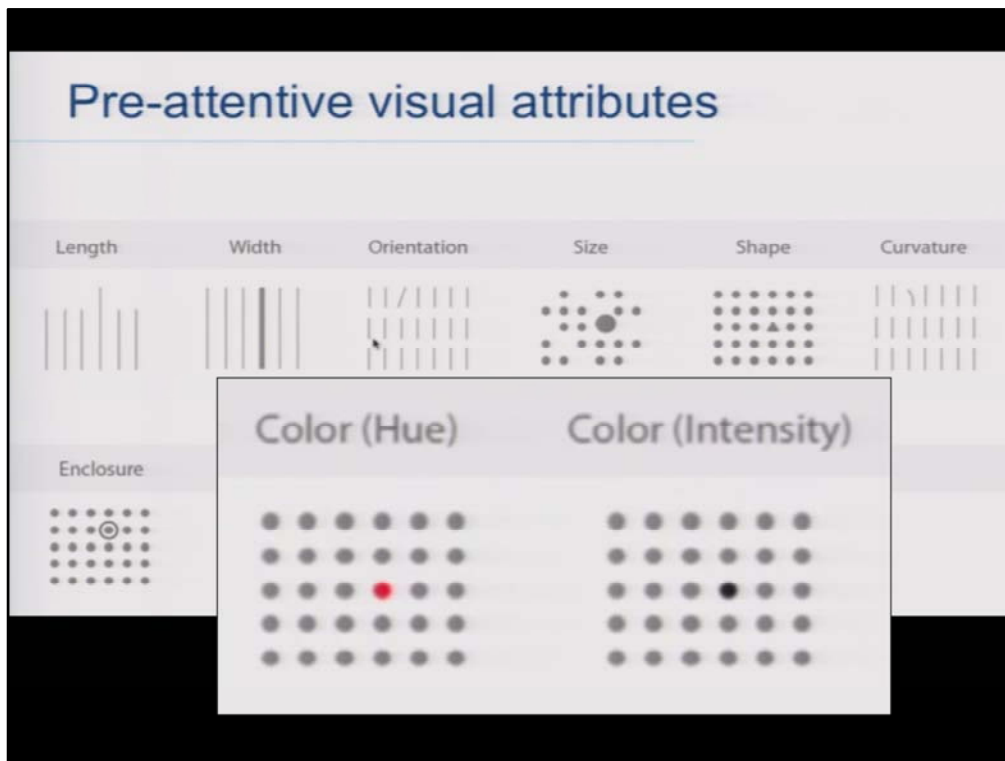 Pre-attentive visual attributes
Length Width Orientation Size Shape Curvature
Enclosure
Color (Hue) Color (Intensity)